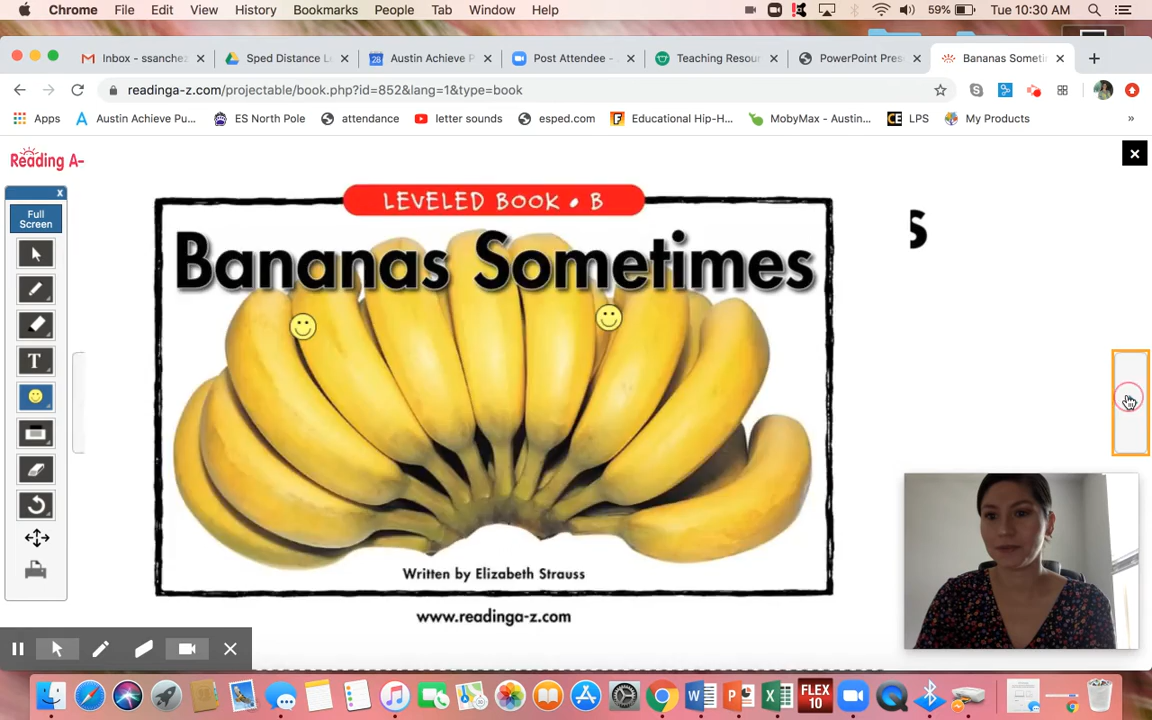 Chrome File Edit View History Bookmarks People Tab Window Help 59% Tue 10:30 AM
Inbox - ssanchez Sped Distance L Austin Achieve P 28 Post Attendee - Teaching Resour PowerPoint Pres Bananas Someti
readinga-z.com/projectable/book.php?id=852&lang=1&type=book
Apps Austin Achieve Pu... ES North Pole attendance letter sounds esped.com Educational Hip-H... MobyMax - Austin... CE LPS My Products »
Reading A-
x
Full
Screen
T
LEVELED BOOK • B
Bananas Sometimes
s
Written by Elizabeth Strauss
www.readinga-z.com
FLEX
10